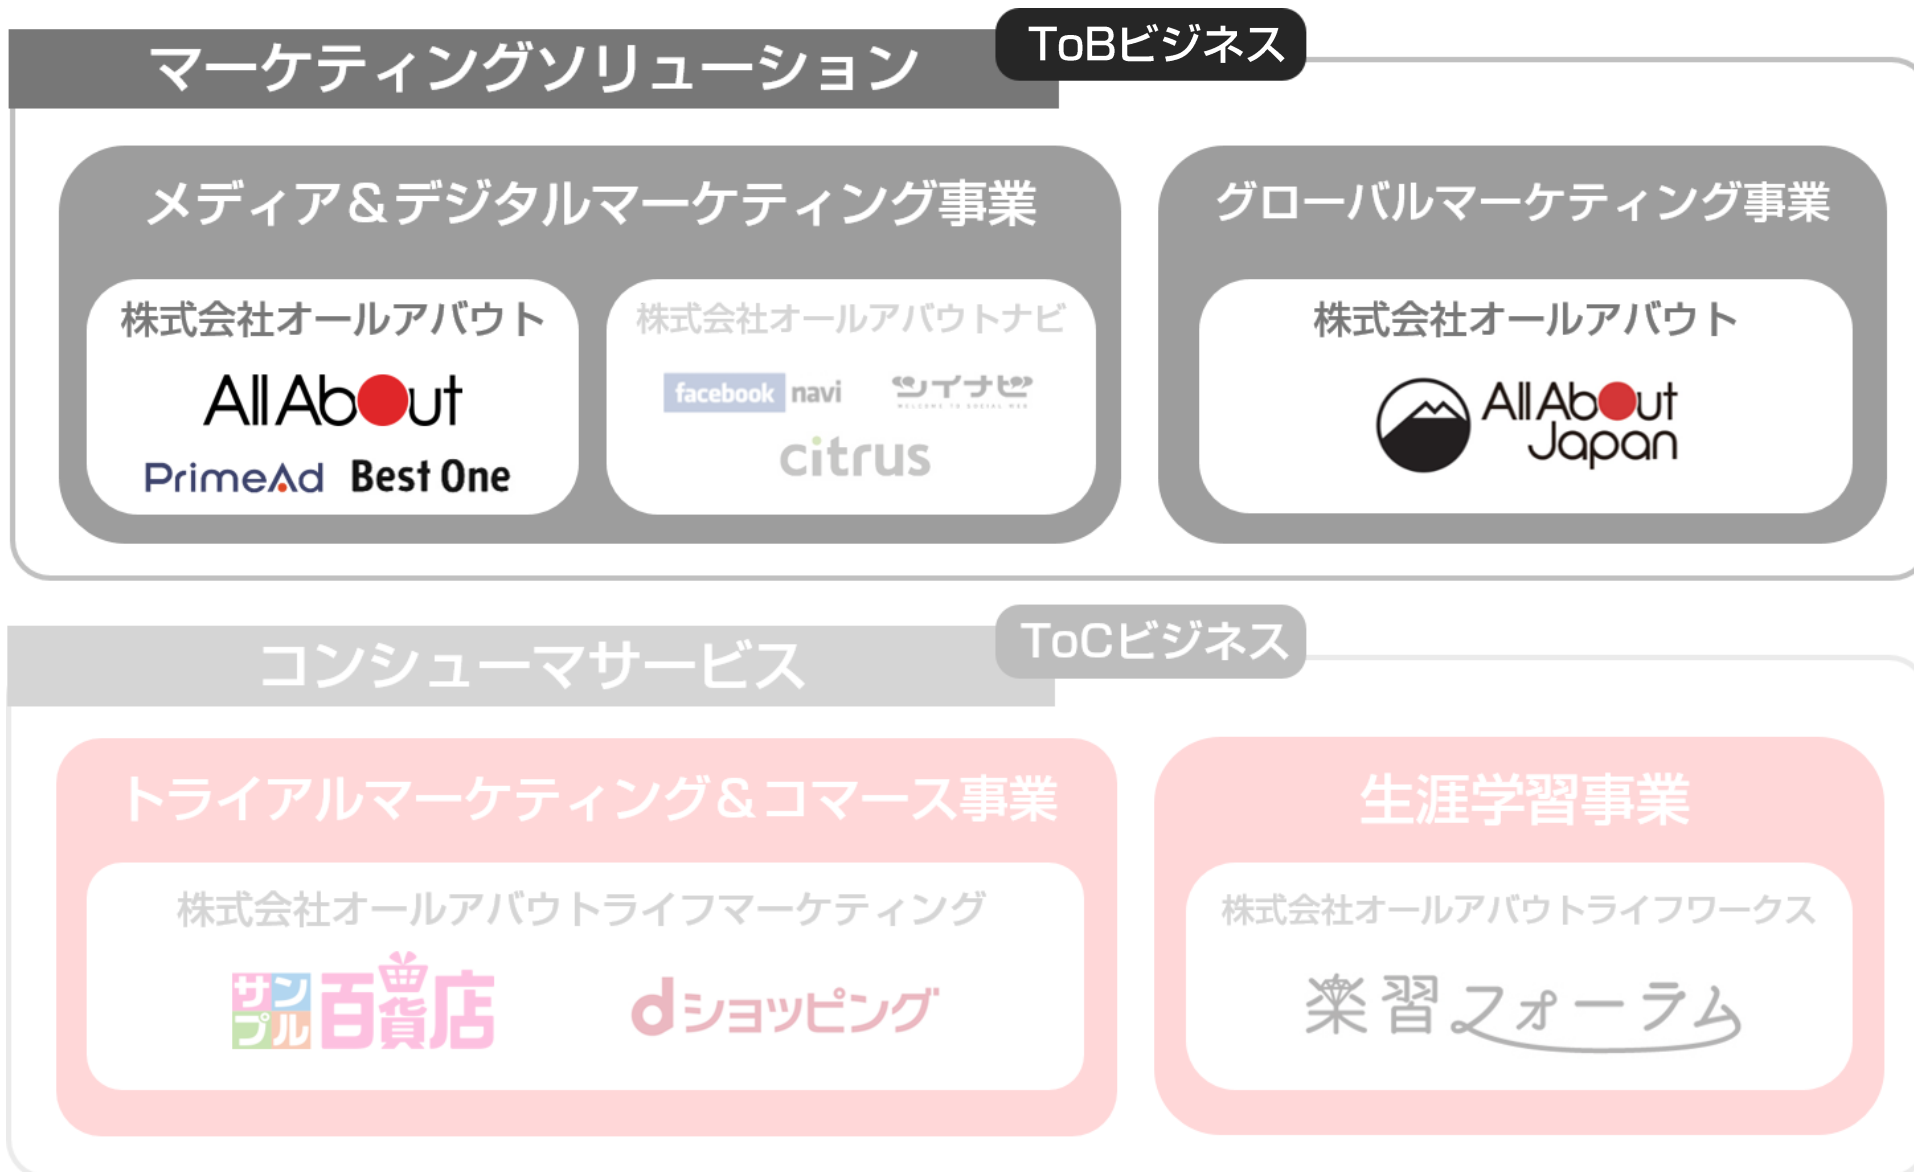 マーケティングソリューション
ToBビジネス
メディア&デジタルマーケティング事業
株式会社オールアバウト
AllAbout
PrimeAd Best One
株式会社オールアバウトナビ
facebook navi ツイナビ
WELCOME TO SOCIAL WEB
citrus
グローバルマーケティング事業
株式会社オールアバウト
AllAbout
Japan
コンシューマサービス
ToCビジネス
トライアルマーケティング&コマース事業
株式会社オールアバウトライフマーケティング
サンプル百貨店 dショッピング
生涯学習事業
株式会社オールアバウトライフワークス
楽習フォーラム